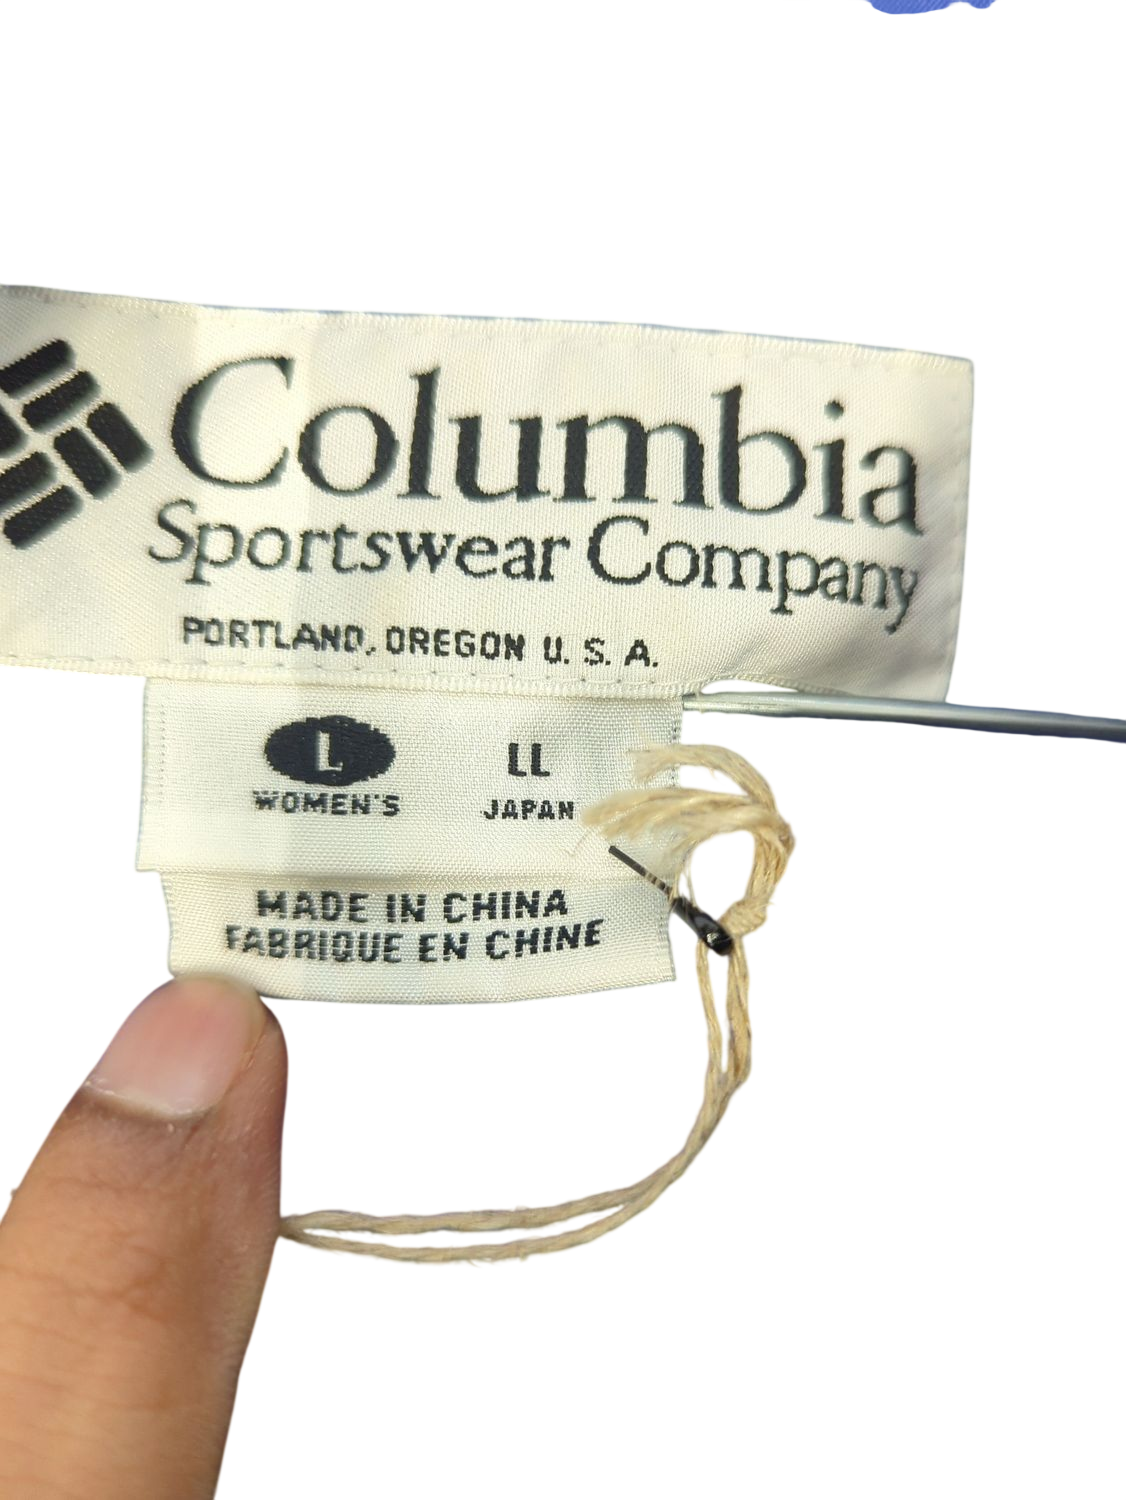 Columbia
Sportswear Company
PORTLAND, OREGON U. S. A.
L LL
WOMEN'S JAPAN
MADE IN CHINA
FABRIQUE EN CHINE